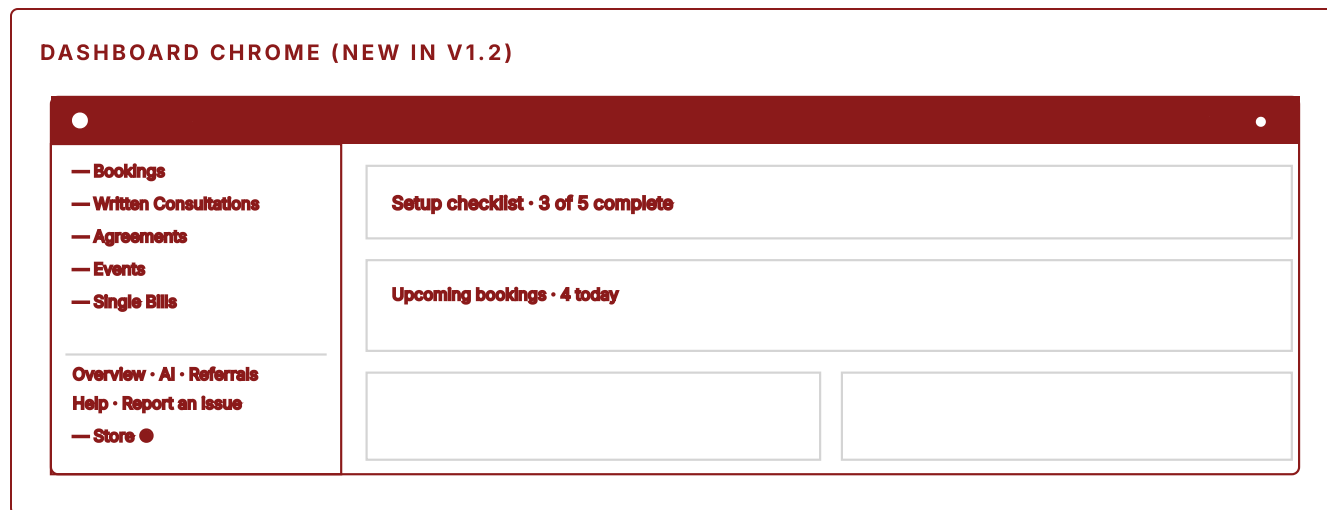 DASHBOARD CHROME (NEW IN V1.2)
— Bookings
— Written Consultations
— Agreements
— Events
— Single Bills
Overview · AI · Referrals
Help · Report an issue
— Store
Setup checklist · 3 of 5 complete
Upcoming bookings · 4 today